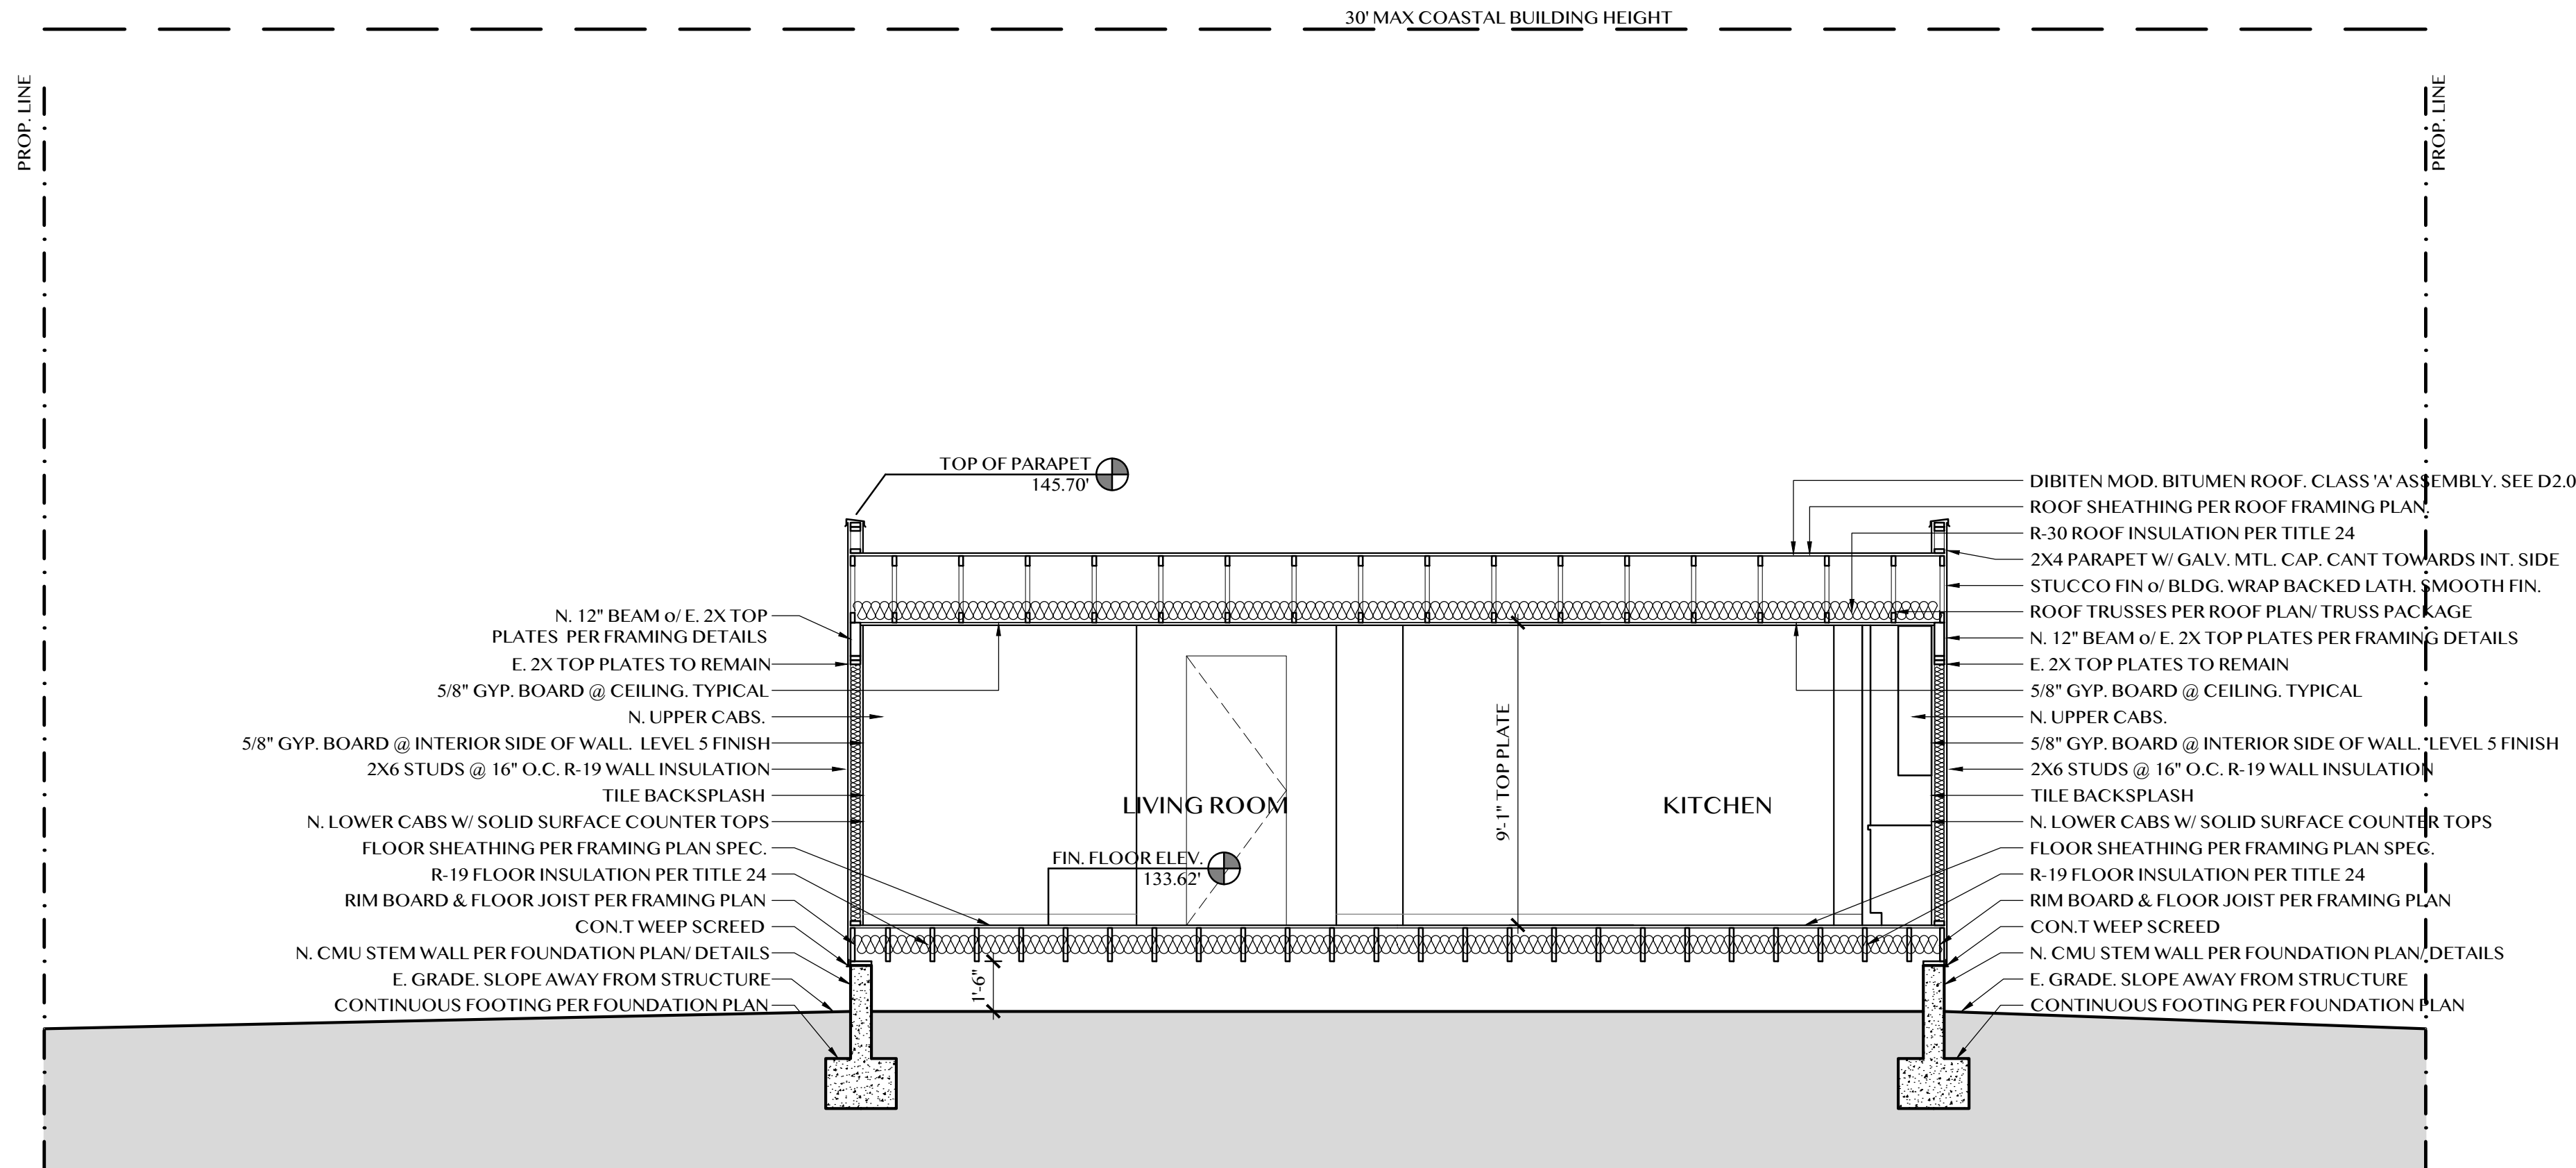 30' MAX COASTAL BUILDING HEIGHT
PROP. LINE
PROP. LINE
TOP OF PARAPET
145.70'
N. 12" BEAM o/ E. 2X TOP
PLATES PER FRAMING DETAILS
E. 2X TOP PLATES TO REMAIN
5/8" GYP. BOARD @ CEILING. TYPICAL
N. UPPER CABS.
5/8" GYP. BOARD @ INTERIOR SIDE OF WALL. LEVEL 5 FINISH
2X6 STUDS @ 16" O.C. R-19 WALL INSULATION
TILE BACKSPLASH
N. LOWER CABS W/ SOLID SURFACE COUNTER TOPS
FLOOR SHEATHING PER FRAMING PLAN SPEC.
R-19 FLOOR INSULATION PER TITLE 24
RIM BOARD & FLOOR JOIST PER FRAMING PLAN
CON.T WEEP SCREED
N. CMU STEM WALL PER FOUNDATION PLAN/ DETAILS
E. GRADE. SLOPE AWAY FROM STRUCTURE
CONTINUOUS FOOTING PER FOUNDATION PLAN
LIVING ROOM
FIN. FLOOR ELEV.
133.62'
1'-6"
9'-1" TOP PLATE
KITCHEN
DIBITEN MOD. BITUMEN ROOF. CLASS 'A' ASSEMBLY. SEE D2.0
ROOF SHEATHING PER ROOF FRAMING PLAN.
R-30 ROOF INSULATION PER TITLE 24
2X4 PARAPET W/ GALV. MTL. CAP. CANT TOWARDS INT. SIDE
STUCCO FIN o/ BLDG. WRAP BACKED LATH. SMOOTH FIN.
ROOF TRUSSES PER ROOF PLAN/ TRUSS PACKAGE
N. 12" BEAM o/ E. 2X TOP PLATES PER FRAMING DETAILS
E. 2X TOP PLATES TO REMAIN
5/8" GYP. BOARD @ CEILING. TYPICAL
N. UPPER CABS.
5/8" GYP. BOARD @ INTERIOR SIDE OF WALL. LEVEL 5 FINISH
2X6 STUDS @ 16" O.C. R-19 WALL INSULATION
TILE BACKSPLASH
N. LOWER CABS W/ SOLID SURFACE COUNTER TOPS
FLOOR SHEATHING PER FRAMING PLAN SPEC.
R-19 FLOOR INSULATION PER TITLE 24
RIM BOARD & FLOOR JOIST PER FRAMING PLAN
CON.T WEEP SCREED
N. CMU STEM WALL PER FOUNDATION PLAN/ DETAILS
E. GRADE. SLOPE AWAY FROM STRUCTURE
CONTINUOUS FOOTING PER FOUNDATION PLAN